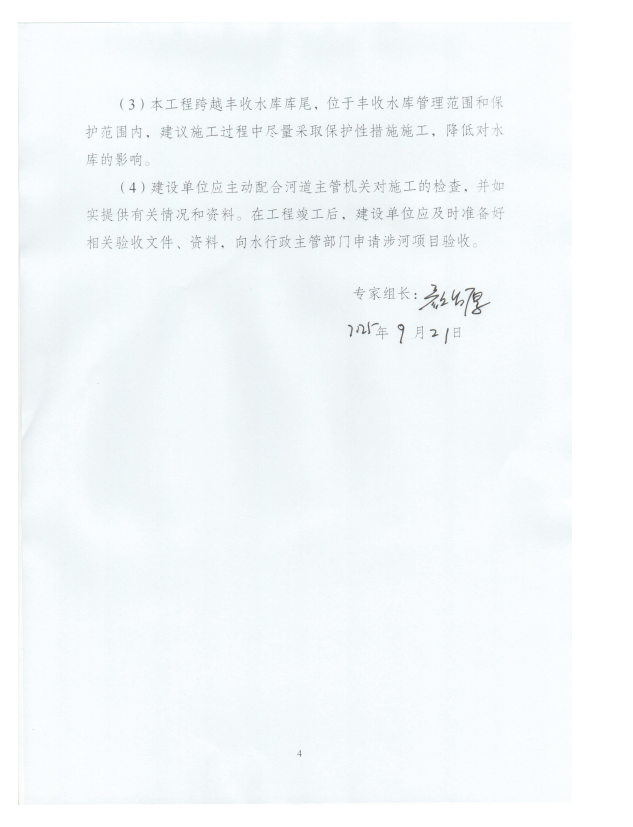 （3）本工程跨越丰收水库库尾，位于丰收水库管理范围和保
护范围内，建议施工过程中尽量采取保护性措施施工，降低对水
库的影响。
（4）建设单位应主动配合河道主管机关对施工的检查，并如
实提供有关情况和资料。在工程竣工后，建设单位应及时准备好
相关验收文件、资料，向水行政主管部门申请涉河项目验收。
专家组长：
2025年 9 月 21日
4